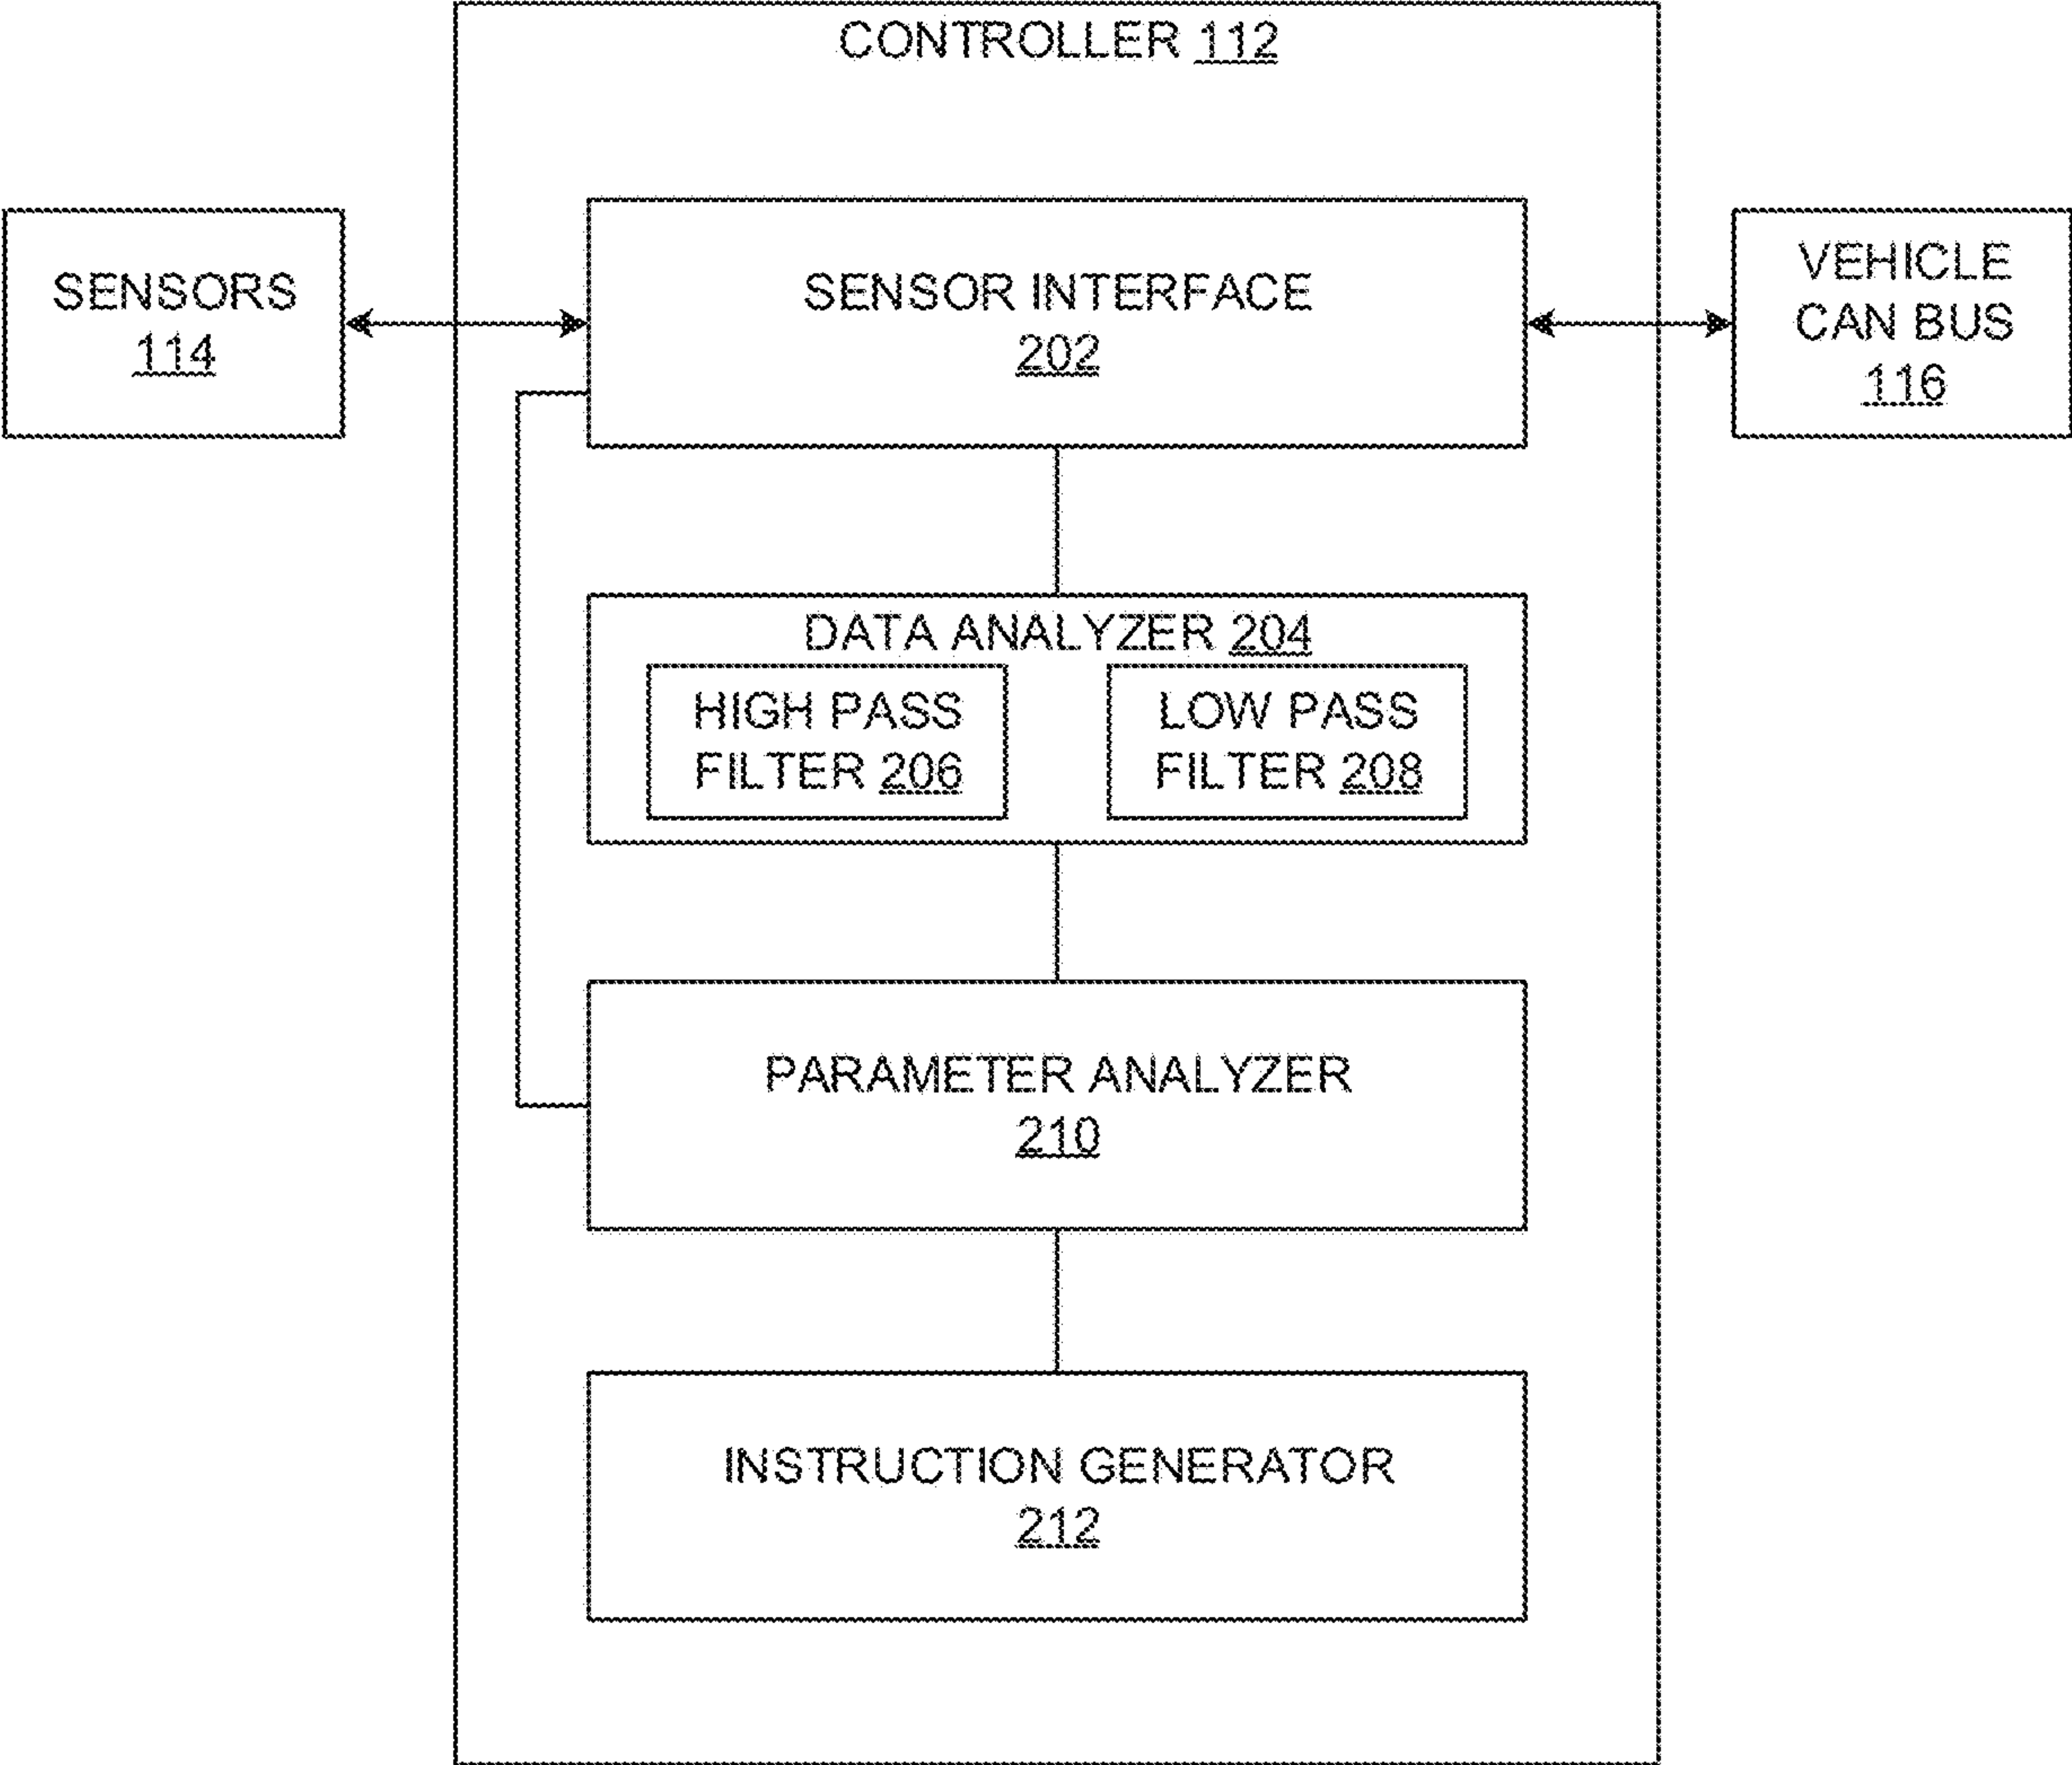 CONTROLLER 112
SENSORS
114
SENSOR INTERFACE
202
VEHICLE
CAN BUS
116
DATA ANALYZER 204
HIGH PASS
FILTER 206
LOW PASS
FILTER 208
PARAMETER ANALYZER
210
INSTRUCTION GENERATOR
212